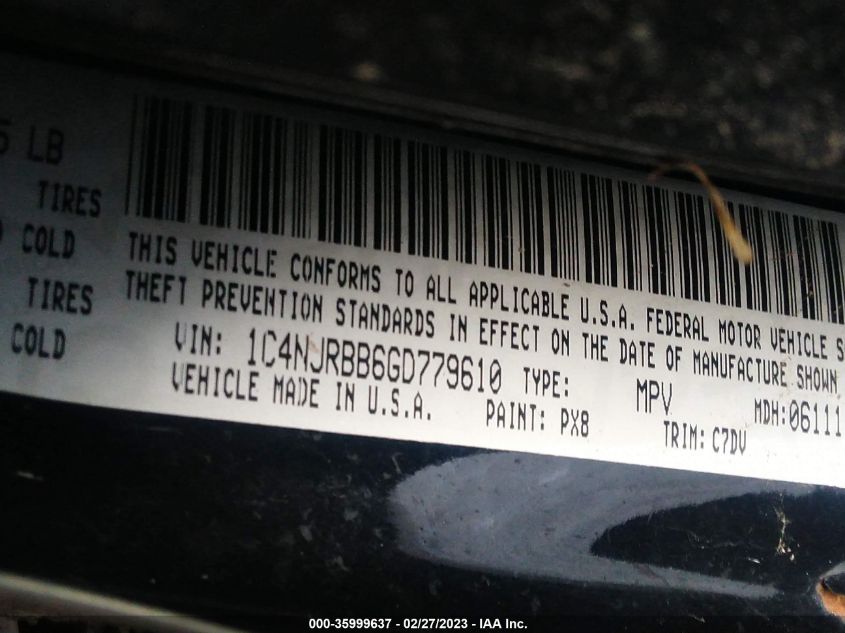 5 LB
TIRES
COLD
TIRES
COLD
THIS VEHICLE CONFORMS TO ALL APPLICABLE U.S.A. FEDERAL MOTOR VEHICLE S
THEFT PREVENTION STANDARDS IN EFFECT ON THE DATE OF MANUFACTURE SHOWN
VIN: 1C4NJRBB6GD779610 TYPE: MPV MDH:06111
VEHICLE MADE IN U.S.A. PAINT: PX8 TRIM: C7DV
000-35999637 - 02/27/2023 - IAA Inc.